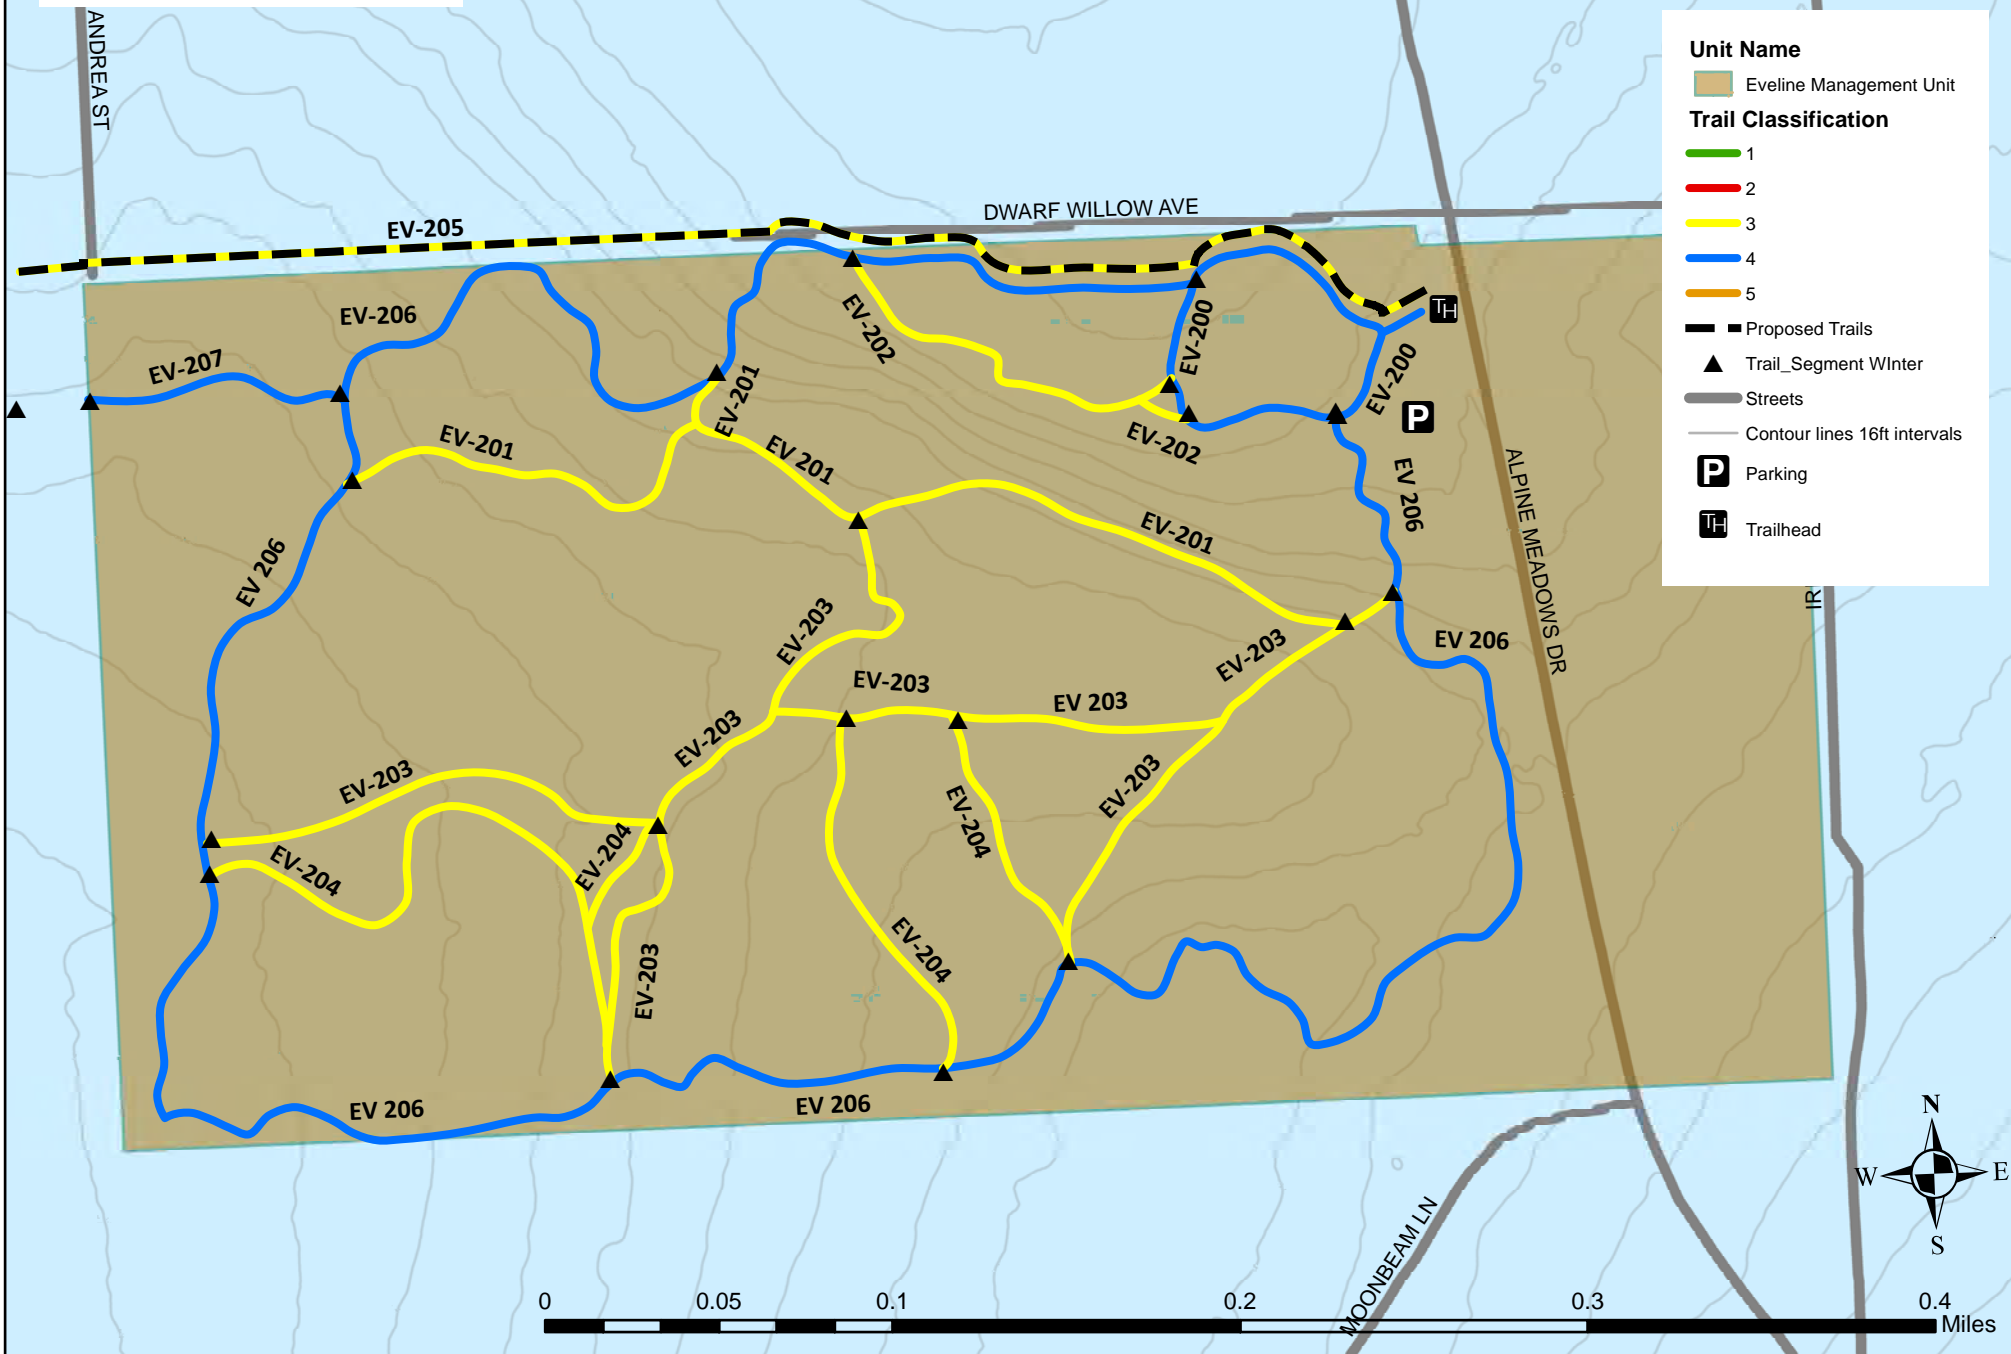 ANDREA ST
DWARF WILLOW AVE
EV-205
EV-206
EV-207
EV-202
EV-200
EV-200
EV-201
EV-201
EV 201
EV-202
EV 206
EV-201
EV 206
EV-203
EV-203
EV 206
EV-203
EV 203
EV-203
EV-203
EV-203
EV-204
EV-204
EV-204
EV-204
EV-203
EV 206
EV 206
ALPINE MEADOWS DR
MOONBEAM LN
IR
Unit Name
Eveline Management Unit
Trail Classification
1
2
3
4
5
Proposed Trails
Trail_Segment WInter
Streets
Contour lines 16ft intervals
P Parking
TH Trailhead
TH
P
N
W E
S
0 0.05 0.1 0.2 0.3 0.4
Miles